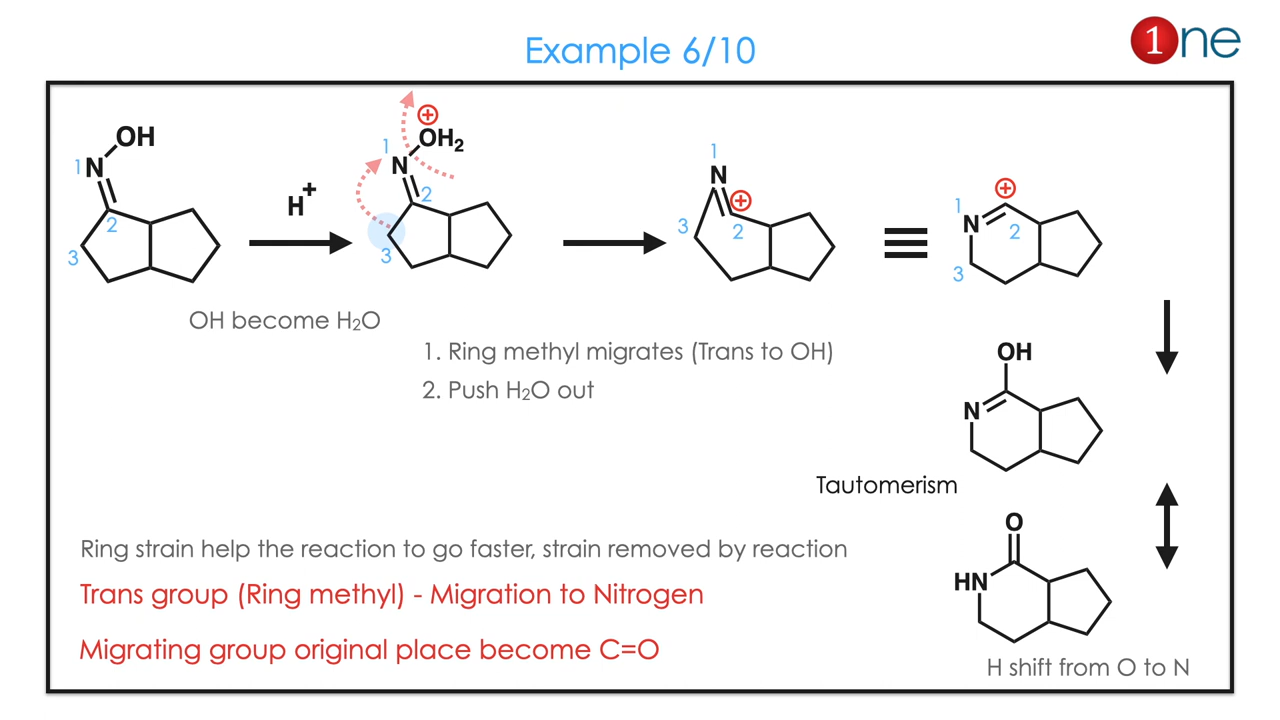 Example 6/10
1ne
OH
1 N
2
3
H+
OH become H2O
+
OH2
1
N
2
3
1. Ring methyl migrates (Trans to OH)
2. Push H2O out
1
N
+
3
2
+
1
N
2
3
OH
N
Tautomerism
O
HN
H shift from O to N
Ring strain help the reaction to go faster, strain removed by reaction
Trans group (Ring methyl) - Migration to Nitrogen
Migrating group original place become C=O